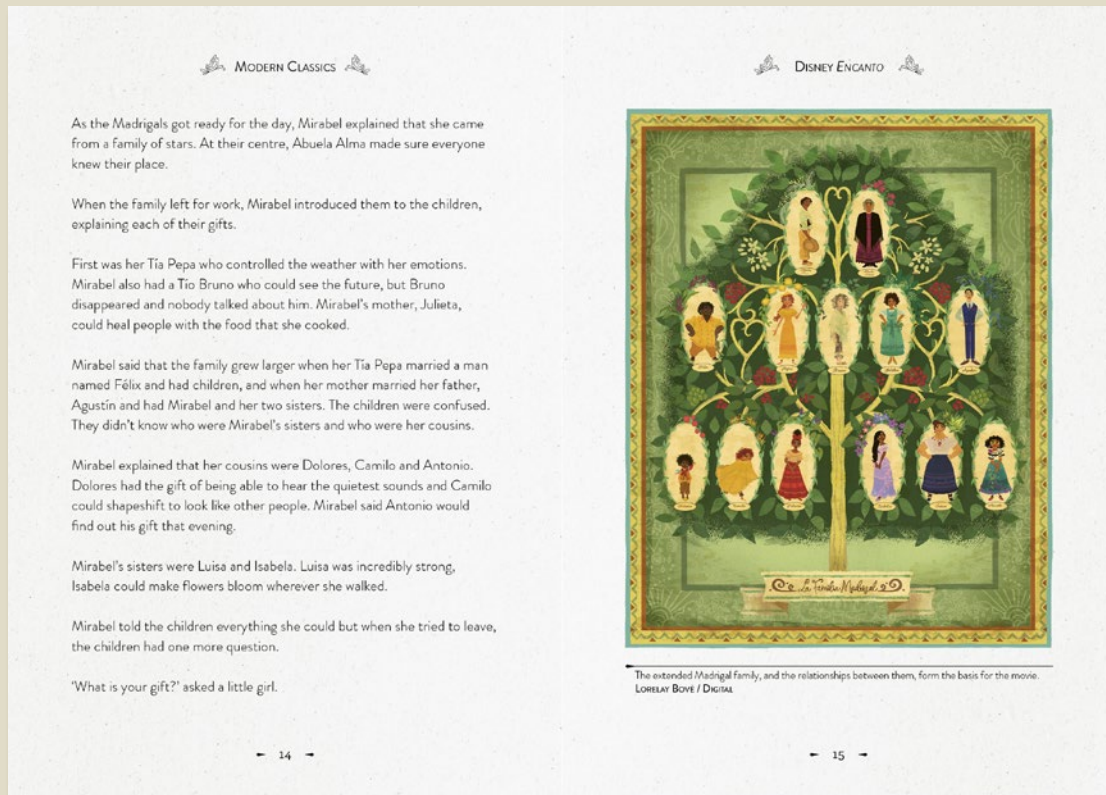 Modern Classics
As the Madrigals got ready for the day, Mirabel explained that she came
from a family of stars. At their centre, Abuela Alma made sure everyone
knew their place.
When the family left for work, Mirabel introduced them to the children,
explaining each of their gifts.
First was her Tía Pepa who controlled the weather with her emotions.
Mirabel also had a Tío Bruno who could see the future, but Bruno
disappeared and nobody talked about him. Mirabel’s mother, Julieta,
could heal people with the food that she cooked.
Mirabel said that the family grew larger when her Tía Pepa married a man
named Félix and had children, and when her mother married her father,
Agustín and had Mirabel and her two sisters. The children were confused.
They didn’t know who were Mirabel’s sisters and who were her cousins.
Mirabel explained that her cousins were Dolores, Camilo and Antonio.
Dolores had the gift of being able to hear the quietest sounds and Camilo
could shapeshift to look like other people. Mirabel said Antonio would
find out his gift that evening.
Mirabel’s sisters were Luisa and Isabela. Luisa was incredibly strong,
Isabela could make flowers bloom wherever she walked.
Mirabel told the children everything she could but when she tried to leave,
the children had one more question.
‘What is your gift?’ asked a little girl.
14
Disney Encanto
La Familia Madrigal
The extended Madrigal family, and the relationships between them, form the basis for the movie.
Lorelay Bové / Digital
15